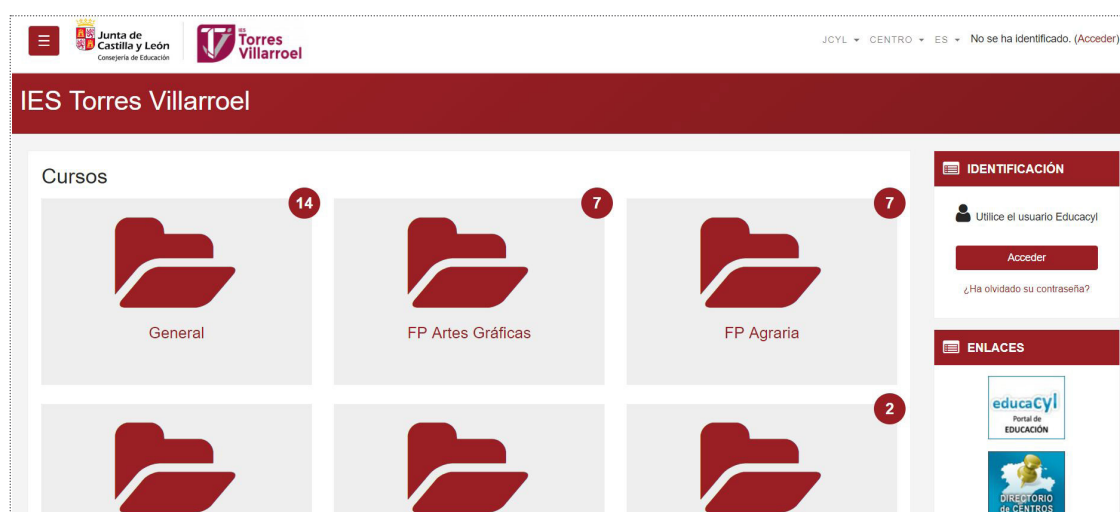 Junta de
Castilla y León
Consejería de Educación
IES
Torres
Villarroel
JCYL CENTRO ES No se ha identificado. (Acceder)
IES Torres Villarroel
Cursos
14
7
7
General
FP Artes Gráficas
FP Agraria
2
IDENTIFICACIÓN
Utilice el usuario Educacyl
Acceder
¿Ha olvidado su contraseña?
ENLACES
educacyl
Portal de
EDUCACIÓN
DIRECTORIO
de CENTROS